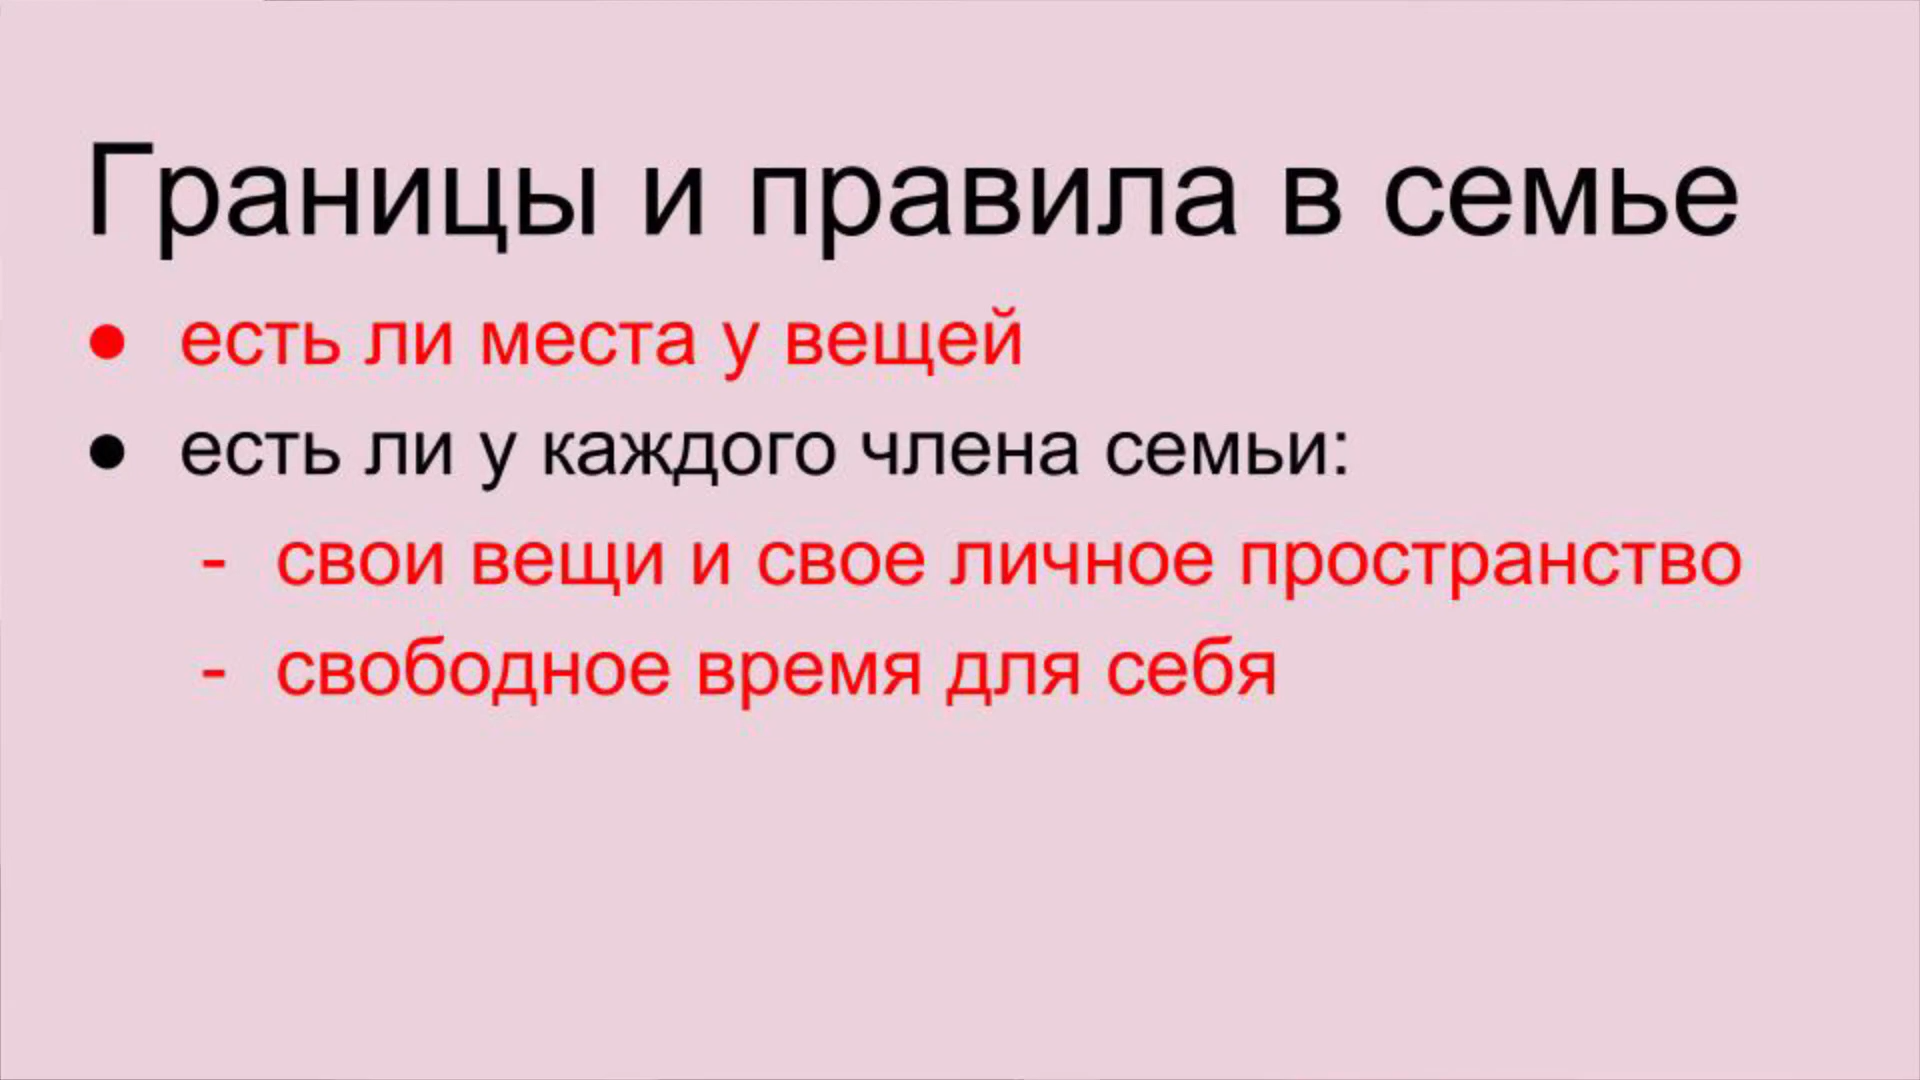 Границы и правила в семье
● есть ли места у вещей
● есть ли у каждого члена семьи:
- свои вещи и свое личное пространство
- свободное время для себя